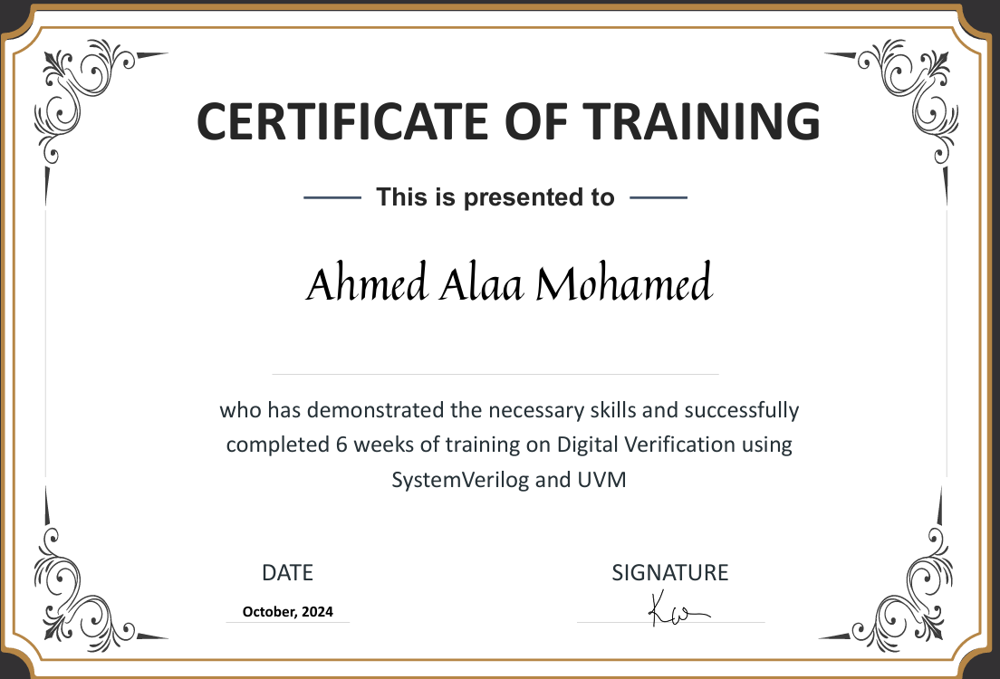 CERTIFICATE OF TRAINING
This is presented to
Ahmed Alaa Mohamed
who has demonstrated the necessary skills and successfully
completed 6 weeks of training on Digital Verification using
SystemVerilog and UVM
DATE
October, 2024
SIGNATURE